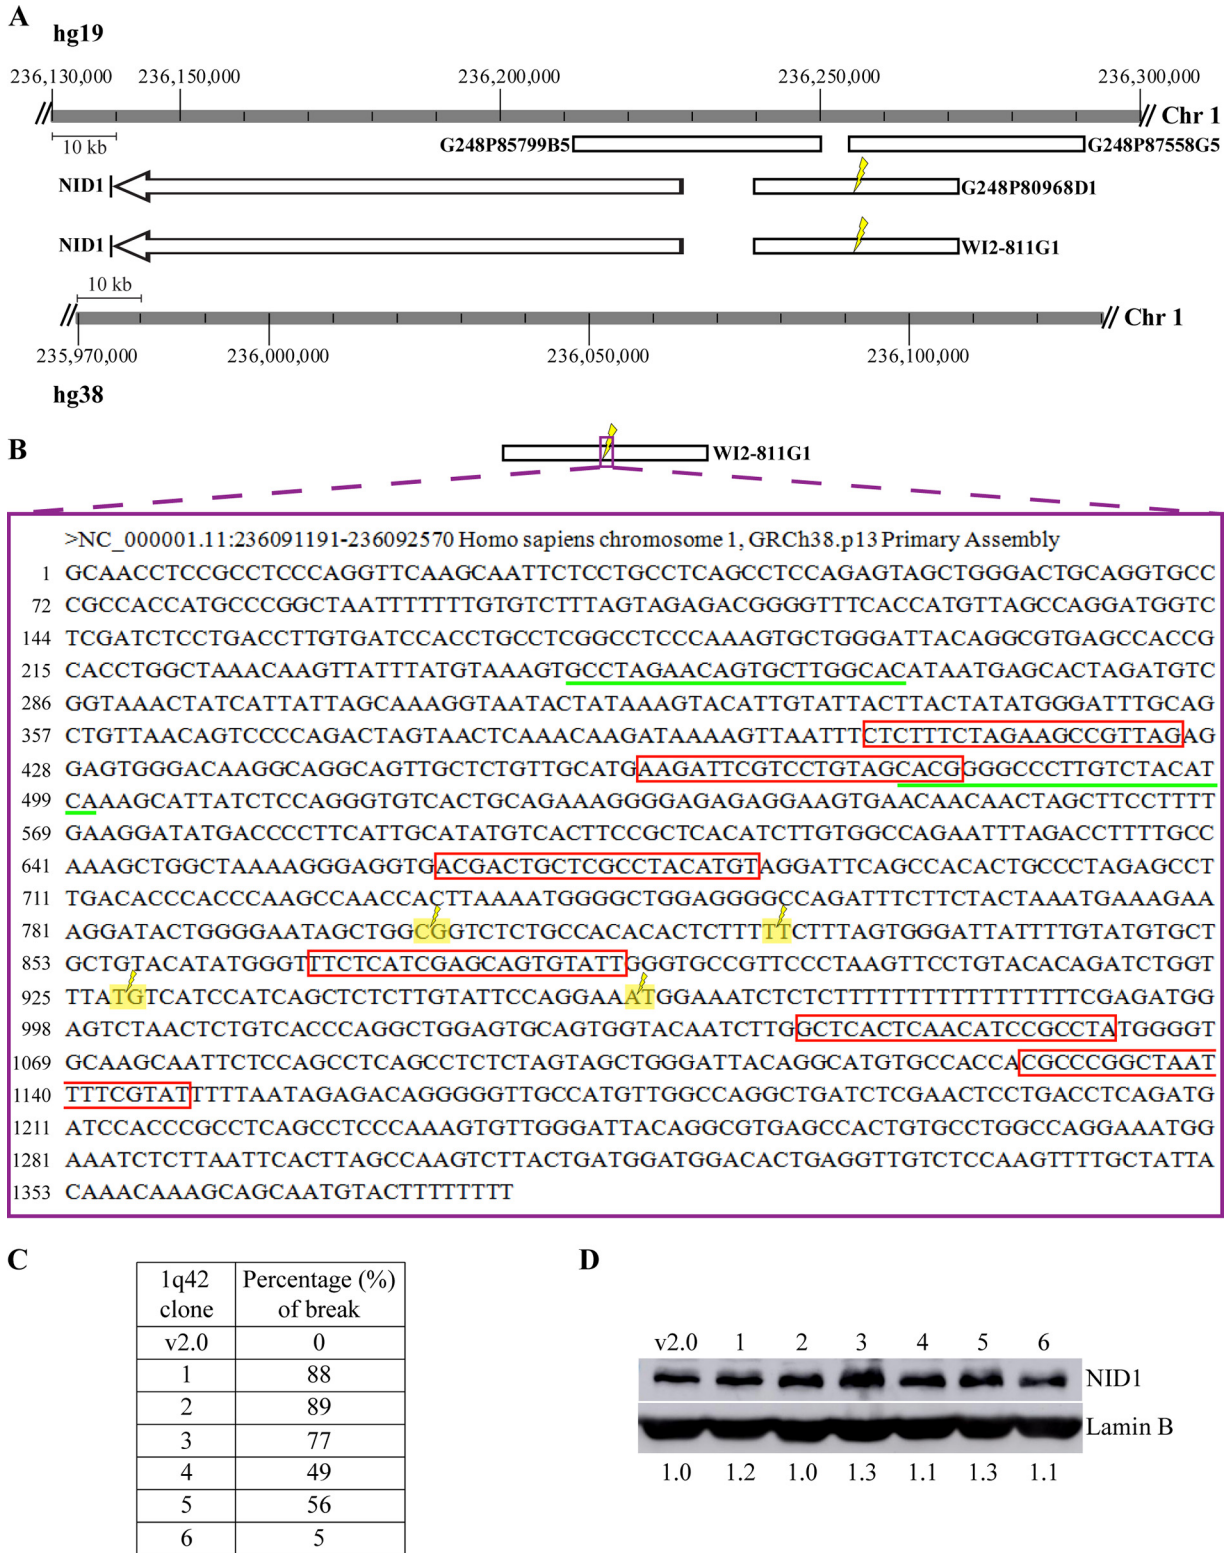 A
hg19
236,130,000 236,150,000 236,200,000 236,250,000 236,300,000
Chr 1
10 kb
G248P85799B5 G248P87558G5
NID1 G248P80968D1
NID1 WI2-811G1
10 kb
Chr 1
235,970,000 236,000,000 236,050,000 236,100,000
hg38
B
WI2-811G1
>NC_000001.11:236091191-236092570 Homo sapiens chromosome 1, GRCh38.p13 Primary Assembly
1 GCAACCTCCGCCTCCCAGGTTCAAGCAATTCTCCTGCCTCAGCCTCCAGAGTAGCTGGGACTGCAGGTGCC
72 CGCCACCATGCCCGGCTAATTTTTTTGTGTCTTTAGTAGAGACGGGGTTTCACCATGTTAGCCAGGATGGTC
144 TCGATCTCCTGACCTTGTGATCCACCTGCCTCGGCCTCCCAAAGTGCTGGGATTACAGGCGTGAGCCACCG
215 CACCTGGCTAAACAAGTTATTTATGTAAAGTGCCTAGAACAGTGCTTGGCACATAATGAGCACTAGATGTC
286 GGTAAACTATCATTATTAGCAAAGGTAATACTATAAAGTACATTGTATTACTTACTATATGGGATTTGCAG
357 CTGTTAACAGTCCCCAGACTAGTAACTCAAACAAGATAAAAGTTAATTTCTCTTTCTAGAAGCCGTTAGAG
428 GAGTGGGACAAGGCAGGCAGTTGCTCTGTTGCATGAAGATTCGTCCTGTAGCACGGGGCCCTTGTCTACAT
499 CAAAGCATTATCTCCAGGGTGTCACTGCAGAAAGGGGAGAGAGGAAGTGAACAACAACTAGCTTCCTTTT
569 GAAGGATATGACCCCTTCATTGCATATGTCACTTCCGCTCACATCTTGTGGCCAGAATTTAGACCTTTTGCC
641 AAAGCTGGCTAAAAGGGAGGTGACGACTGCTCGCCTACATGTAGGATTCAGCCACACTGCCCTAGAGCCT
711 TGACACCCACCCAAGCCAACCACTTAAAATGGGGCTGGAGGGGCCAGATTTCTTCTACTAAATGAAAGAA
781 AGGATACTGGGGAATAGCTGGCGGTCTCTGCCACACACTCTTTTTCTTTAGTGGGATTATTTTGTATGTGCT
853 GCTGTACATATGGGTTTCTCATCGAGCAGTGTATTGGGTGCCGTTCCCTAAGTTCCTGTACACAGATCTGGT
925 TTATGTCATCCATCAGCTCTCTTGTATTCCAGGAAATGGAAATCTCTCTTTTTTTTTTTTTTTTTTCGAGATGG
998 AGTCTAACTCTGTCACCCAGGCTGGAGTGCAGTGGTACAATCTTGGCTCACTCAACATCCGCCTATGGGGT
1069 GCAAGCAATTCTCCAGCCTCAGCCTCTCTAGTAGCTGGGATTACAGGCATGTGCCACCACGCCCGGCTAAT
1140 TTTCGTATTTTTAATAGAGACAGGGGGTTGCCATGTTGGCCAGGCTGATCTCGAACTCCTGACCTCAGATG
1211 ATCCACCCGCCTCAGCCTCCCAAAGTGTTGGGATTACAGGCGTGAGCCACTGTGCCTGGCCAGGAAATGG
1281 AAATCTCTTAATTCACTTAGCCAAGTCTTACTGATGGATGGACACTGAGGTTGTCTCCAAGTTTTGCTATTA
1353 CAAACAAAGCAGCAATGTACTTTTTTTT
C
1q42 clone Percentage (%) of break
v2.0 0
1 88
2 89
3 77
4 49
5 56
6 5
D
v2.0 1 2 3 4 5 6
NID1
Lamin B
1.0 1.2 1.0 1.3 1.1 1.3 1.1